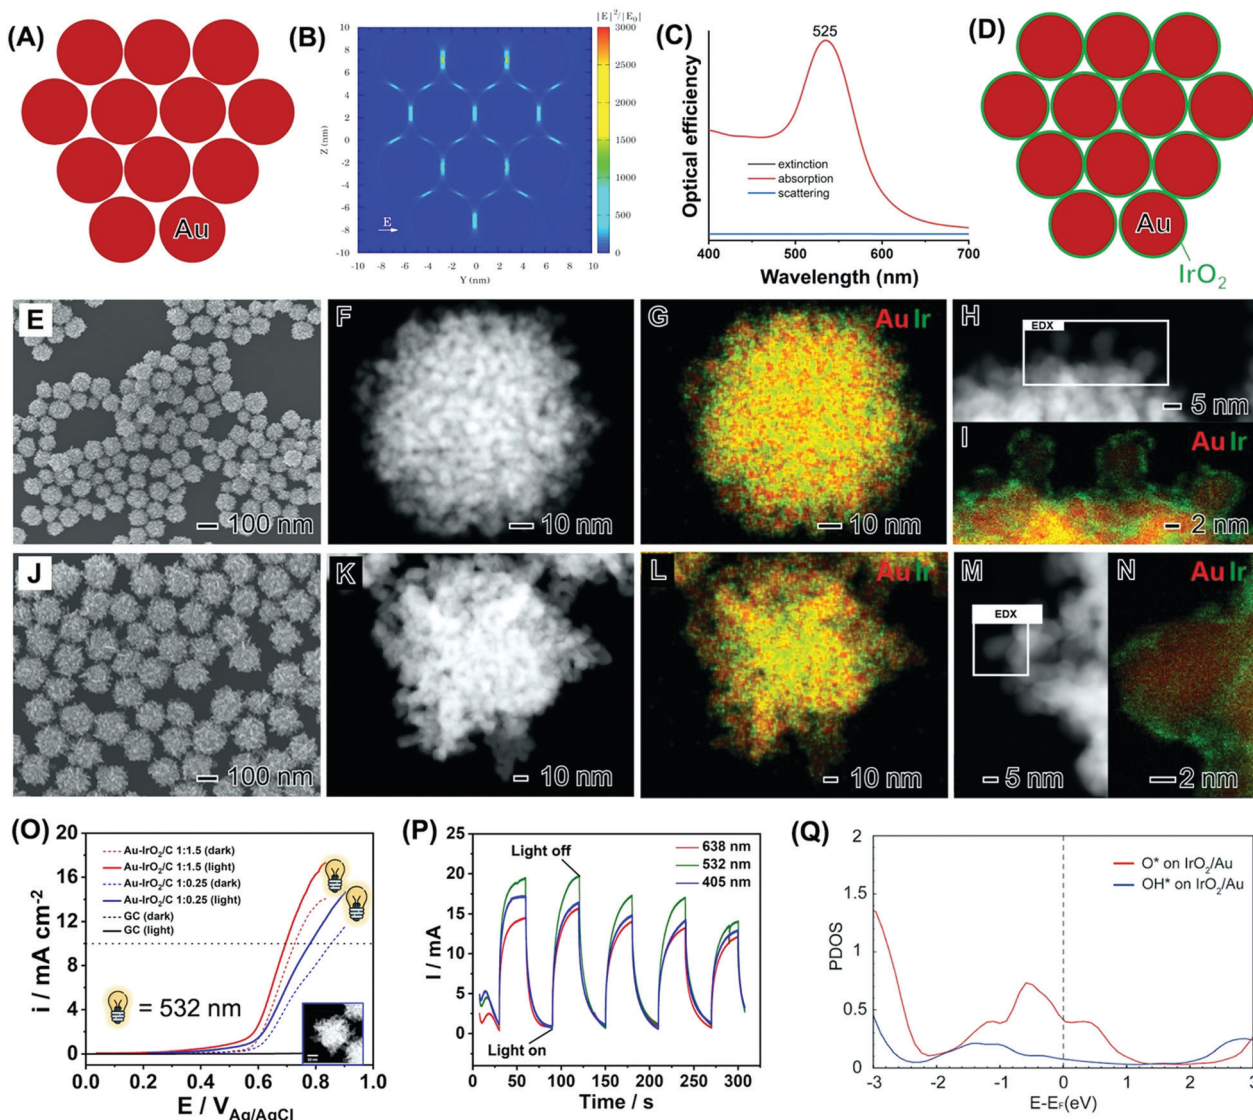 (A)
Au
(B)
|E|²/|E₀|
10
8
6
4
2
0
-2
-4
-6
-8
10
Z (nm)
E
-10 -8 -6 -4 -2 0 2 4 6 8 10
Y (nm)
3000
2500
2000
1500
1000
500
0
(C)
525
Optical efficiency
extinction
absorption
scattering
400 500 600 700
Wavelength (nm)
(D)
Au
IrO₂
E
100 nm
F
10 nm
G
Au Ir
10 nm
H
EDX
5 nm
I
Au Ir
2 nm
J
100 nm
K
10 nm
L
Au Ir
10 nm
M
EDX
5 nm
N
Au Ir
2 nm
(O)
20
16
12
8
4
0
i / mA cm⁻²
Au-IrO₂/C 1:1.5 (dark)
Au-IrO₂/C 1:1.5 (light)
Au-IrO₂/C 1:0.25 (dark)
Au-IrO₂/C 1:0.25 (light)
GC (dark)
GC (light)
= 532 nm
0.0 0.2 0.4 0.6 0.8 1.0
E / V Ag/AgCl
(P)
25
20
15
10
5
0
I / mA
Light off
638 nm
532 nm
405 nm
Light on
0 50 100 150 200 250 300
Time / s
(Q)
2
1.5
1
0.5
0
PDOS
O* on IrO₂/Au
OH* on IrO₂/Au
-3 -2 -1 0 1 2 3
E-EF(eV)